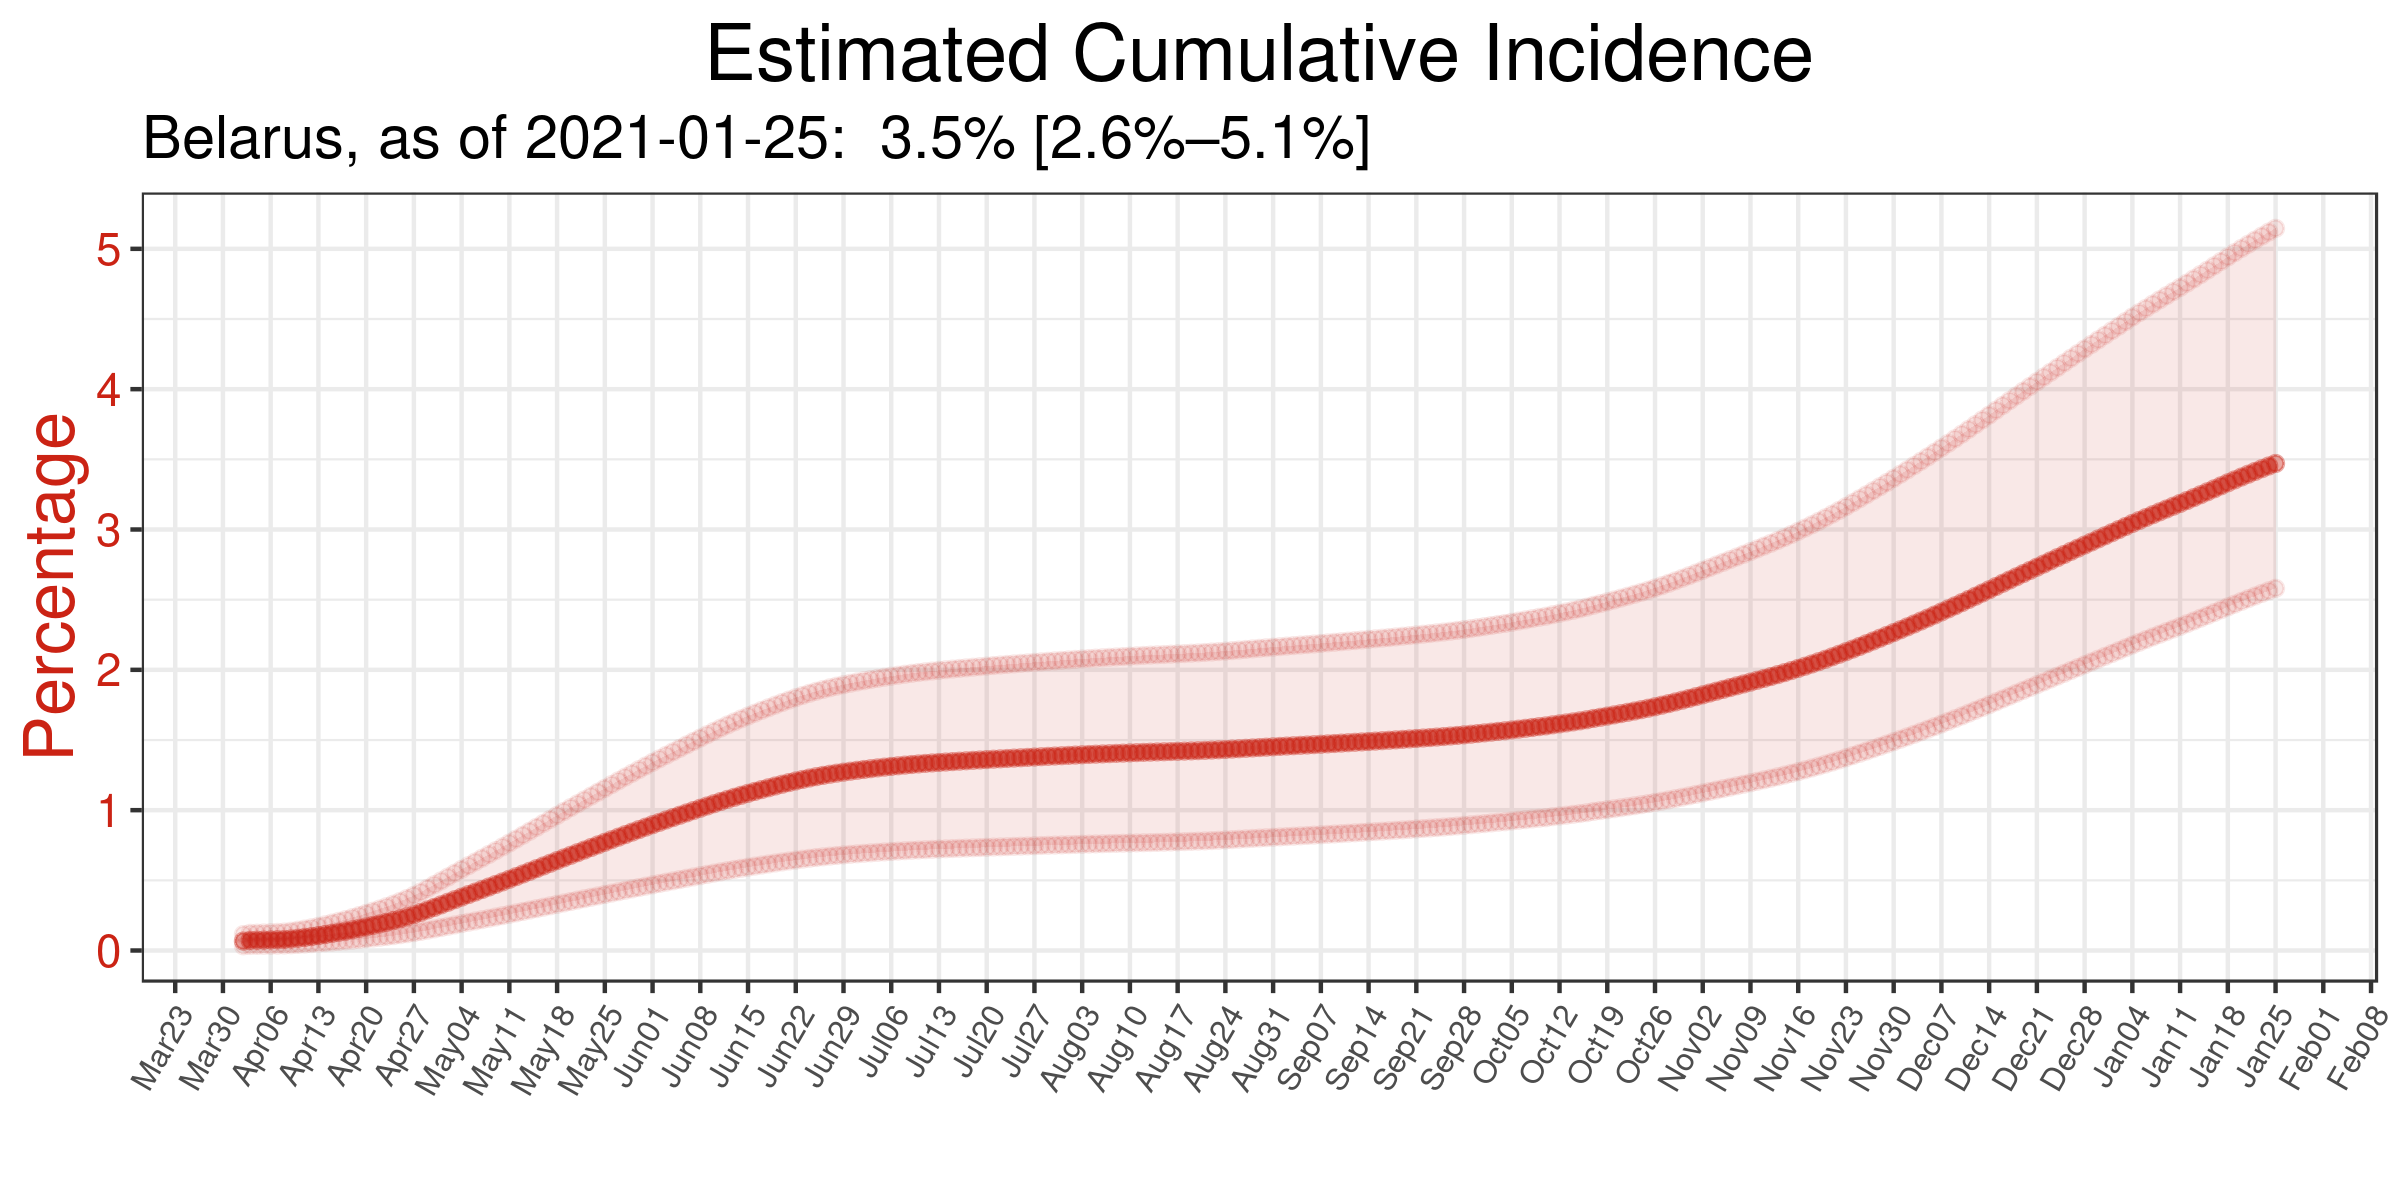 Estimated Cumulative Incidence
Belarus, as of 2021-01-25:  3.5% [2.6%–5.1%]
Percentage
5
4
3
2
1
0
Mar23
Mar30
Apr06
Apr13
Apr20
Apr27
May04
May11
May18
May25
Jun01
Jun08
Jun15
Jun22
Jun29
Jul06
Jul13
Jul20
Jul27
Aug03
Aug10
Aug17
Aug24
Aug31
Sep07
Sep14
Sep21
Sep28
Oct05
Oct12
Oct19
Oct26
Nov02
Nov09
Nov16
Nov23
Nov30
Dec07
Dec14
Dec21
Dec28
Jan04
Jan11
Jan18
Jan25
Feb01
Feb08